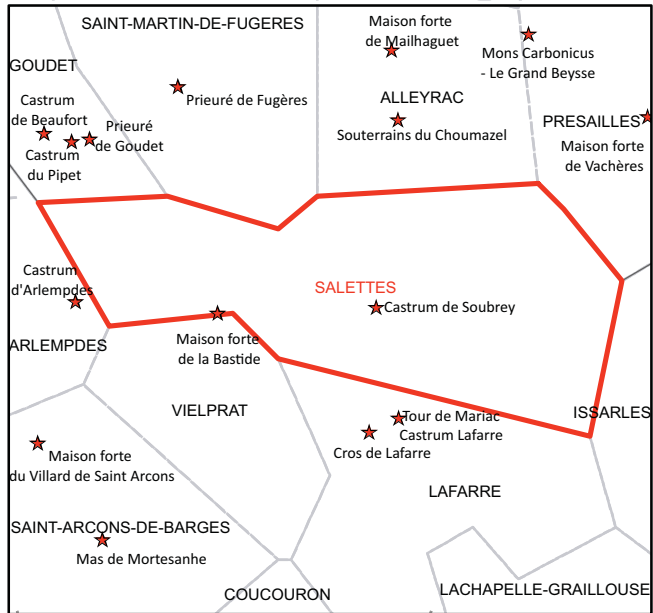 SAINT-MARTIN-DE-FUGERES
Maison forte
de Mailhaguet
Mons Carbonicus
- Le Grand Beysse
GOUDET
Prieuré de Fugères
ALLEYRAC
Castrum
de Beaufort
Prieuré
de Goudet
Castrum
du Pipet
Souterrains du Choumazel
PRESAILLES
Maison forte
de Vachères
Castrum
d'Arlempdes
SALETTES
Castrum de Soubrey
ARLEMPDES
Maison forte
de la Bastide
VIELPRAT
ISSARLES
Tour de Mariac
Castrum Lafarre
Cros de Lafarre
Maison forte
du Villard de Saint Arcons
LAFARRE
SAINT-ARCONS-DE-BARGES
Mas de Mortesanhe
COUCOURON
LACHAPELLE-GRAILLOUSE